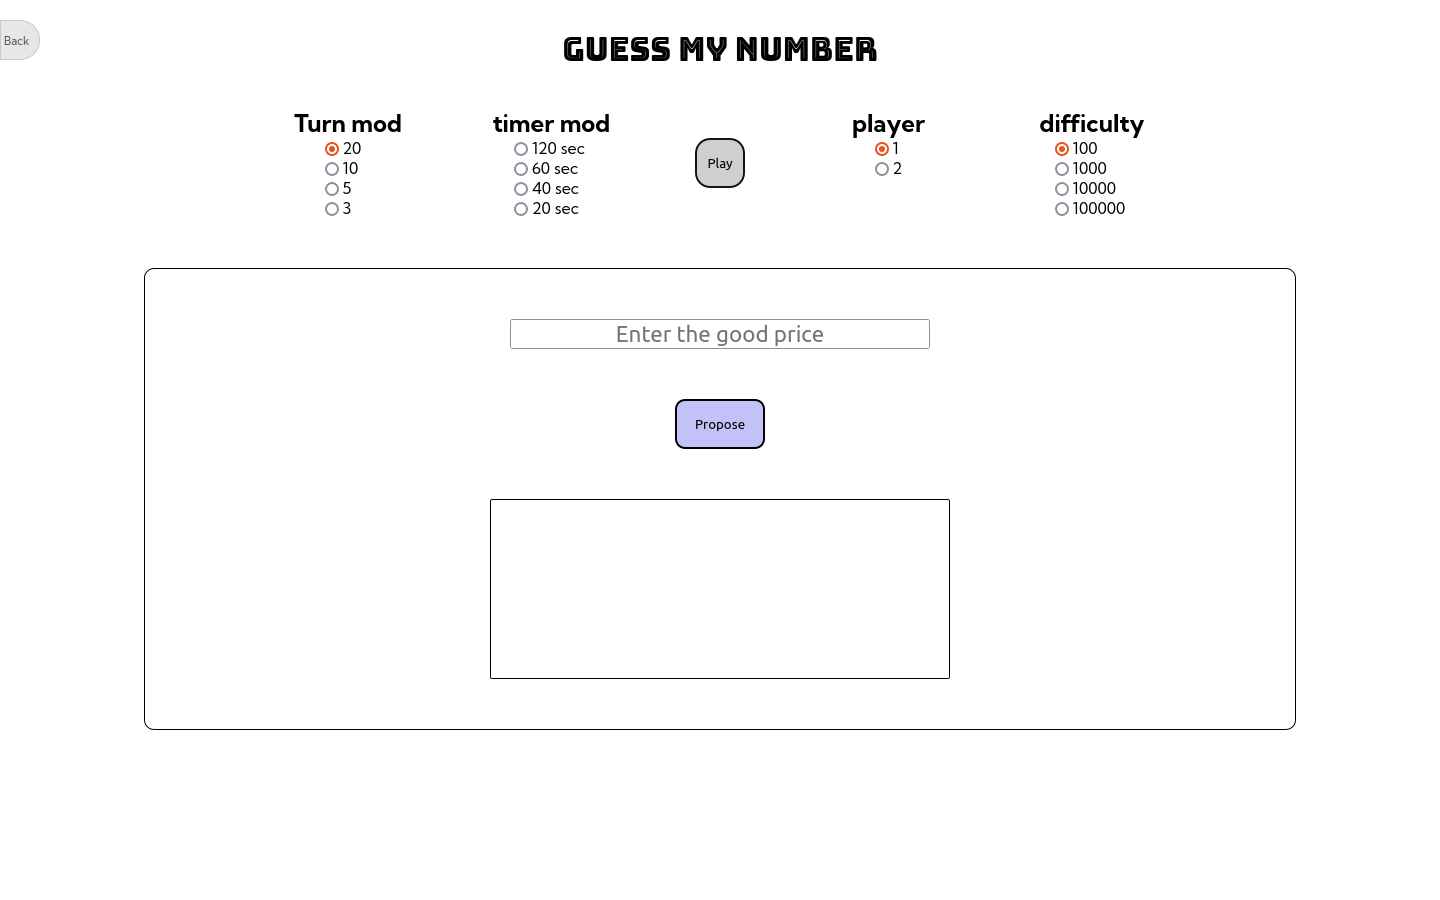 Back
GUESS MY NUMBER
Turn mod
20
10
5
3
timer mod
120 sec
60 sec
40 sec
20 sec
Play
player
1
2
difficulty
100
1000
10000
100000
Enter the good price
Propose